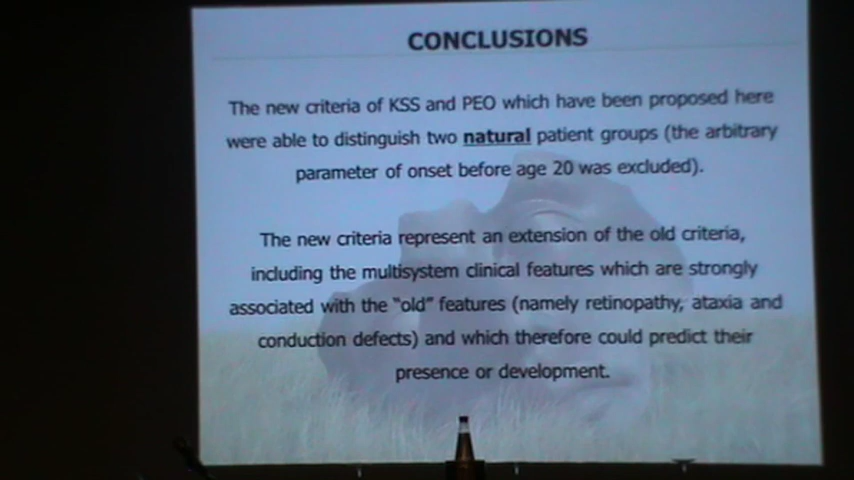 CONCLUSIONS
The new criteria of KSS and PEO which have been proposed here
were able to distinguish two natural patient groups (the arbitrary
parameter of onset before age 20 was excluded).
The new criteria represent an extension of the old criteria,
including the multisystem clinical features which are strongly
associated with the “old” features (namely retinopathy, ataxia and
conduction defects) and which therefore could predict their
presence or development.